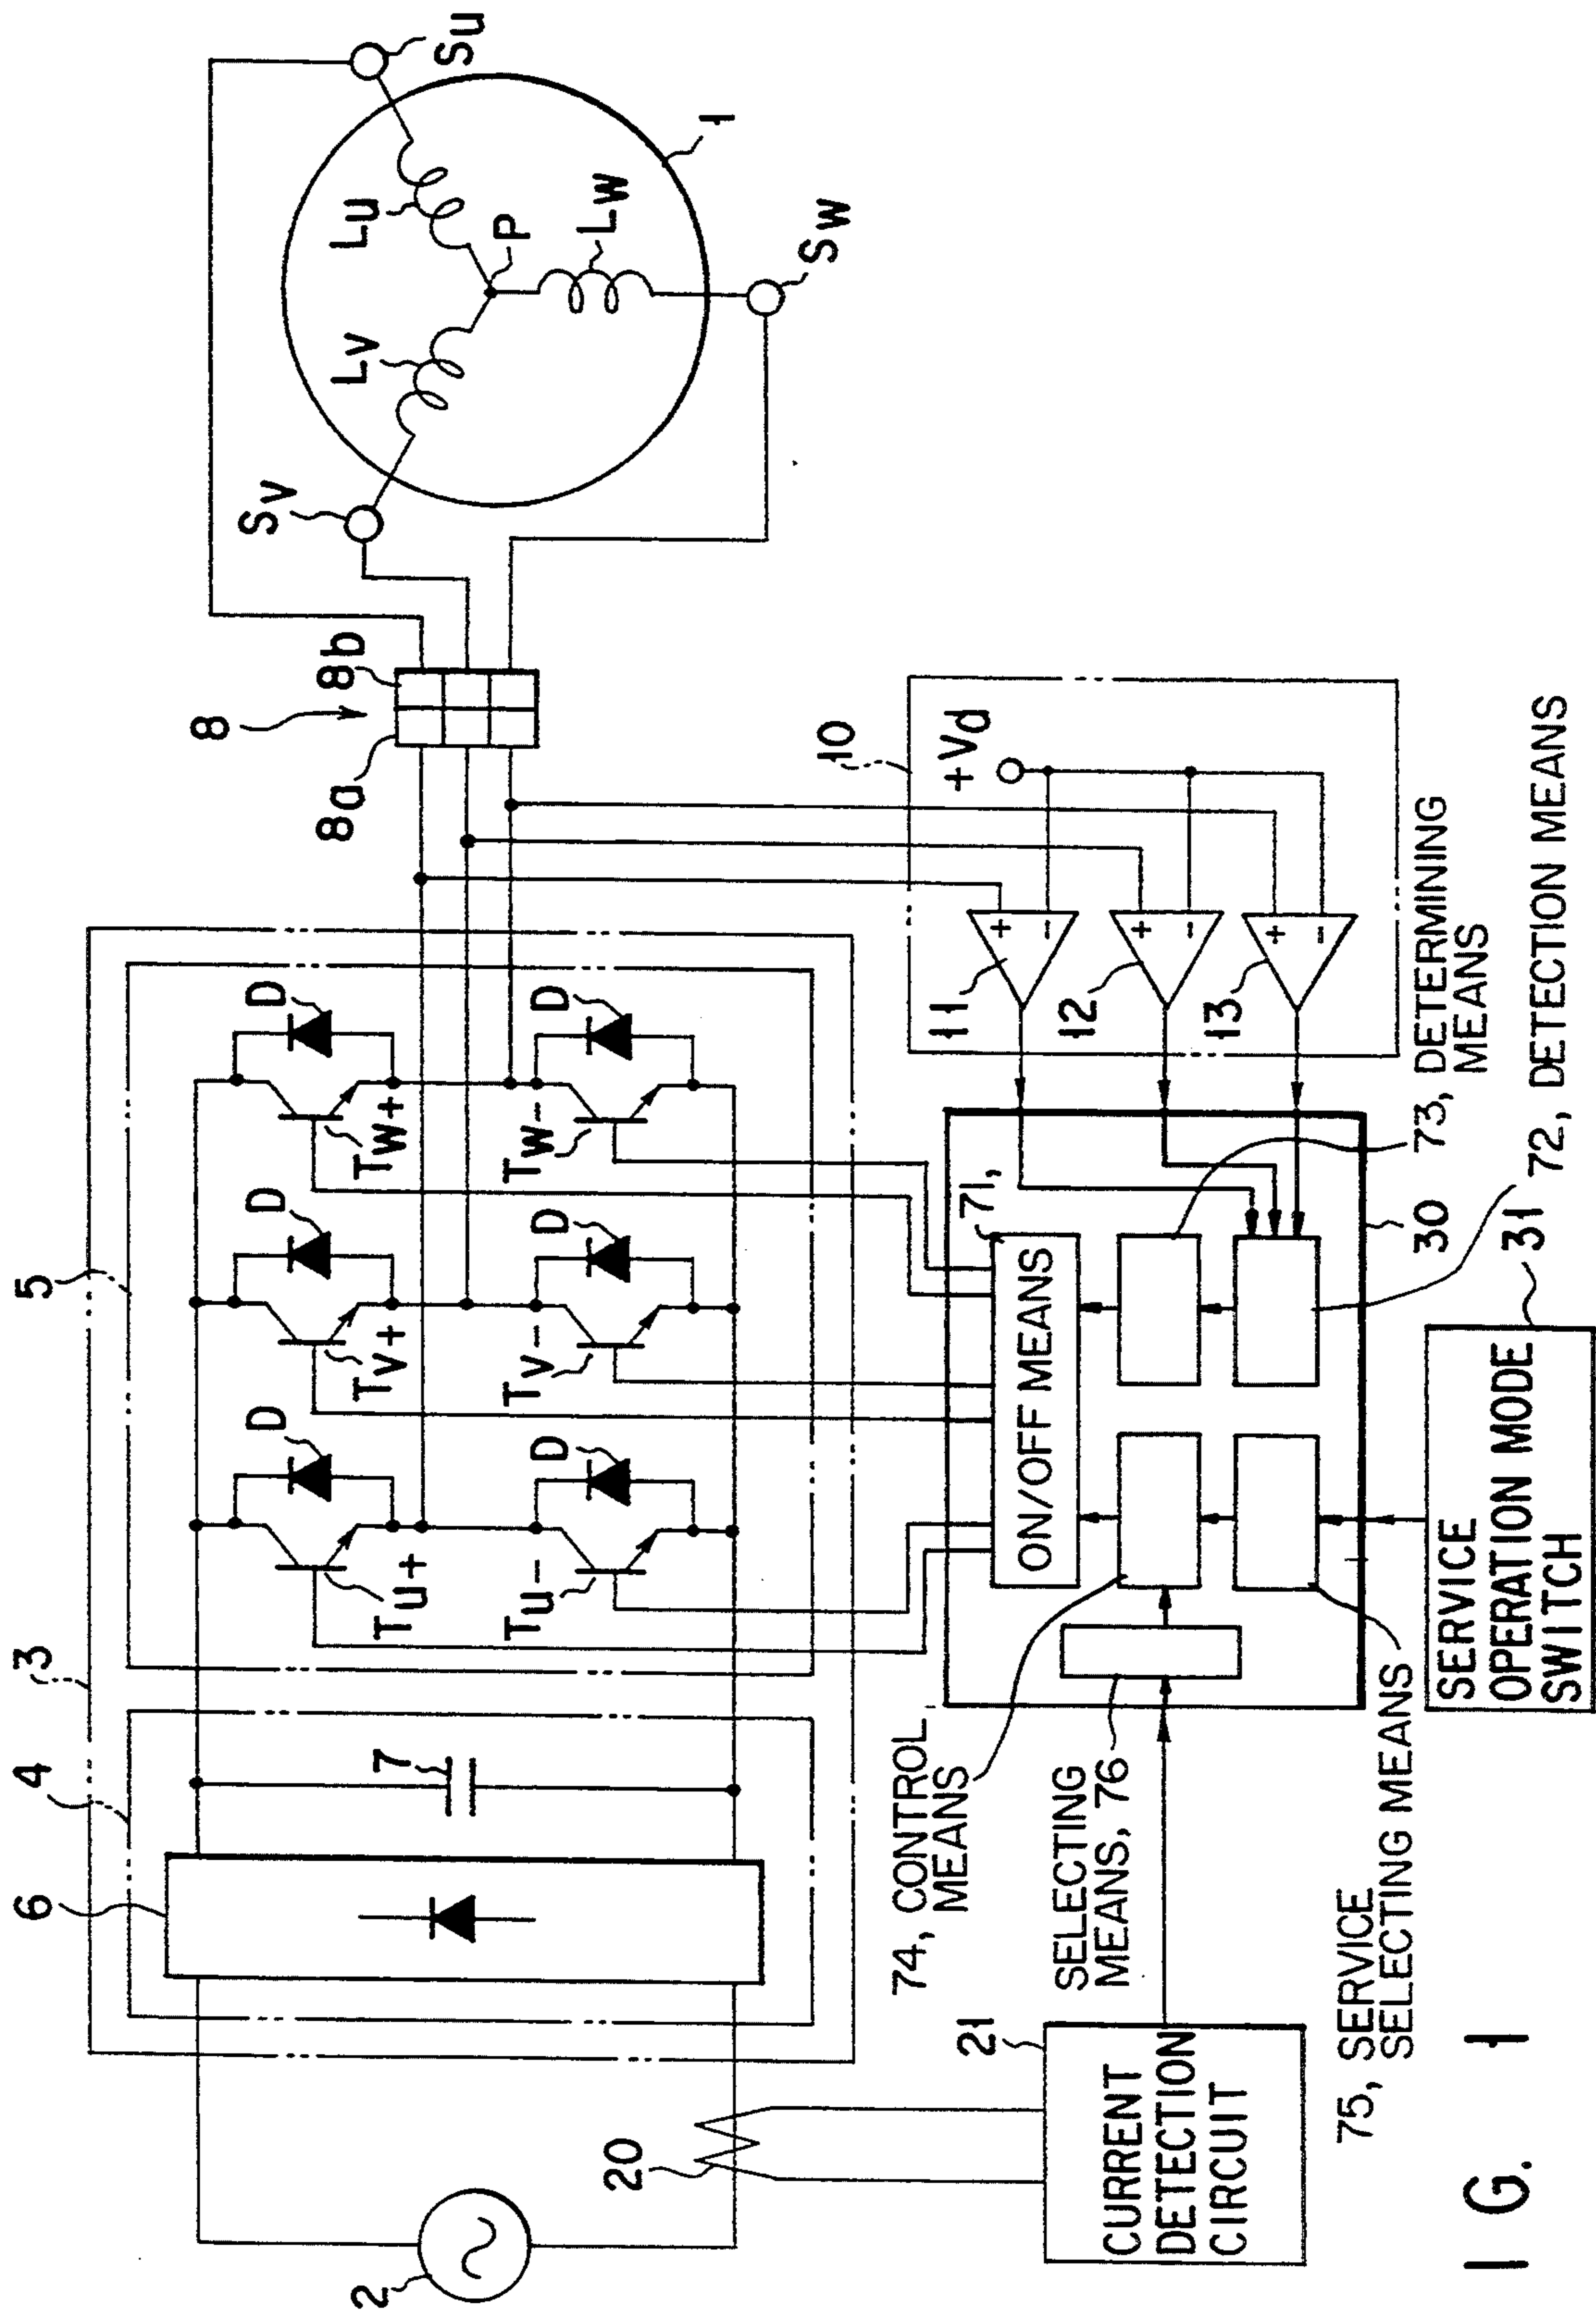 3
4
5
6
7
2
20
D
D
D
Tu+
Tv+
Tw+
D
D
D
Tu-
Tv-
Tw-
8
8a
8b
Su
Sv
Sw
Lu
Lv
Lw
P
1
10
+Vd
11
12
13
+
-
+
-
+
-
21
CURRENT
DETECTION
CIRCUIT
74, CONTROL
MEANS
SELECTING
MEANS, 76
71,
ON/OFF MEANS
73, DETERMINING
MEANS
72, DETECTION MEANS
30
31
SERVICE
OPERATION MODE
SWITCH
75, SERVICE
SELECTING MEANS
IG. 1